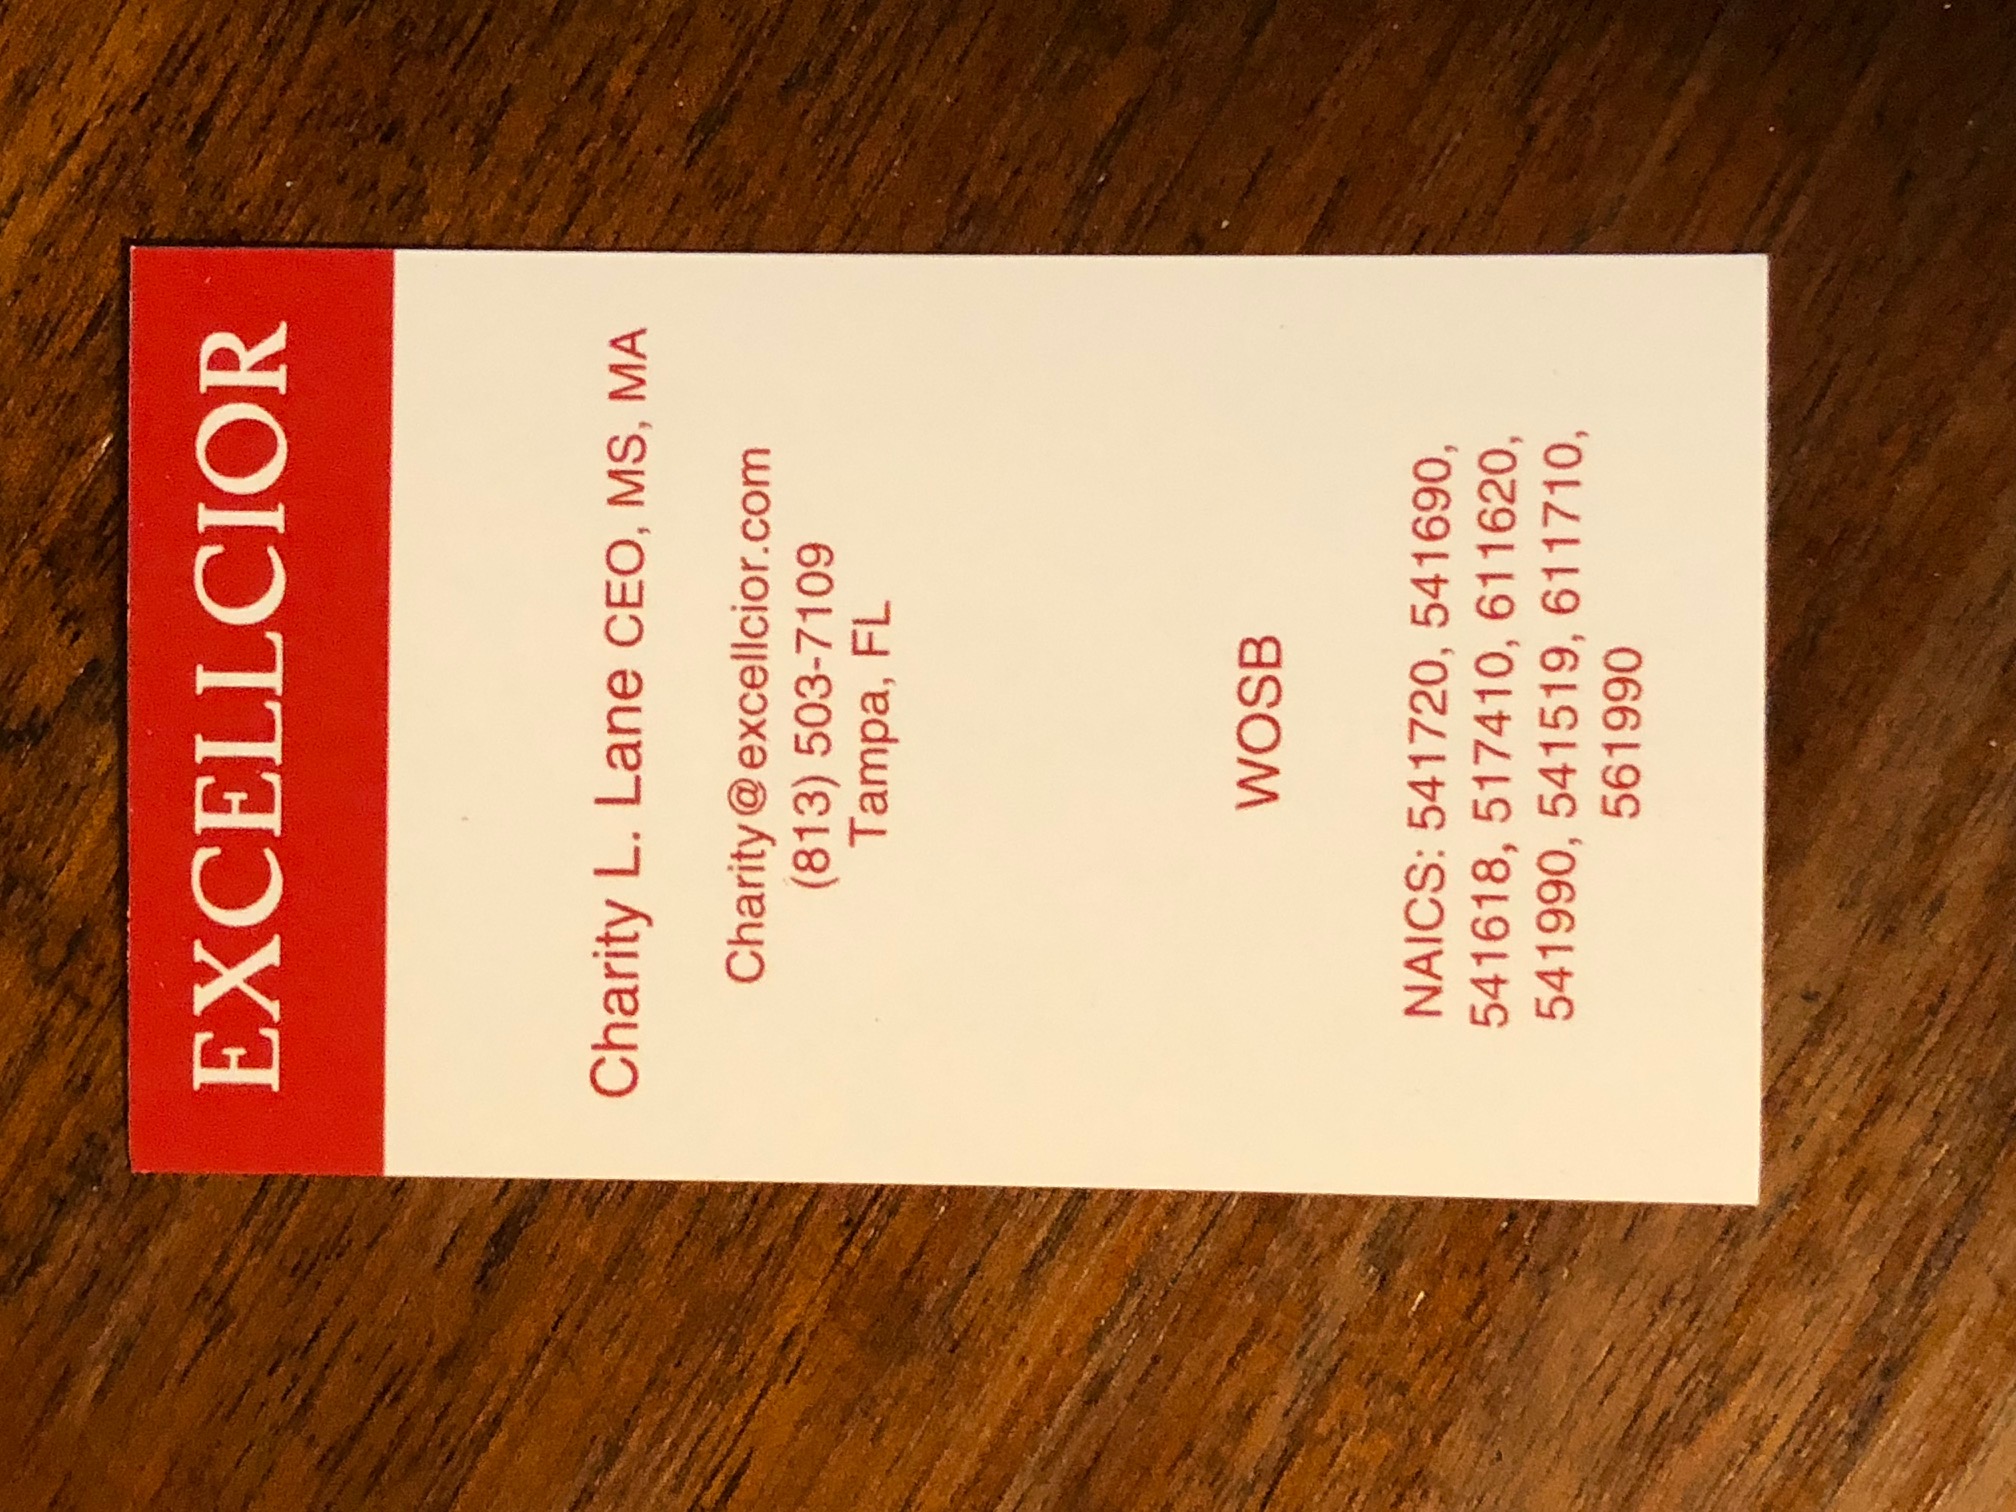 EXCELLCIOR
Charity L. Lane CEO, MS, MA
Charity@excellcior.com
(813) 503-7109
Tampa, FL
WOSB
NAICS: 541720, 541690,
541618, 517410, 611620,
541990, 541519, 611710,
561990